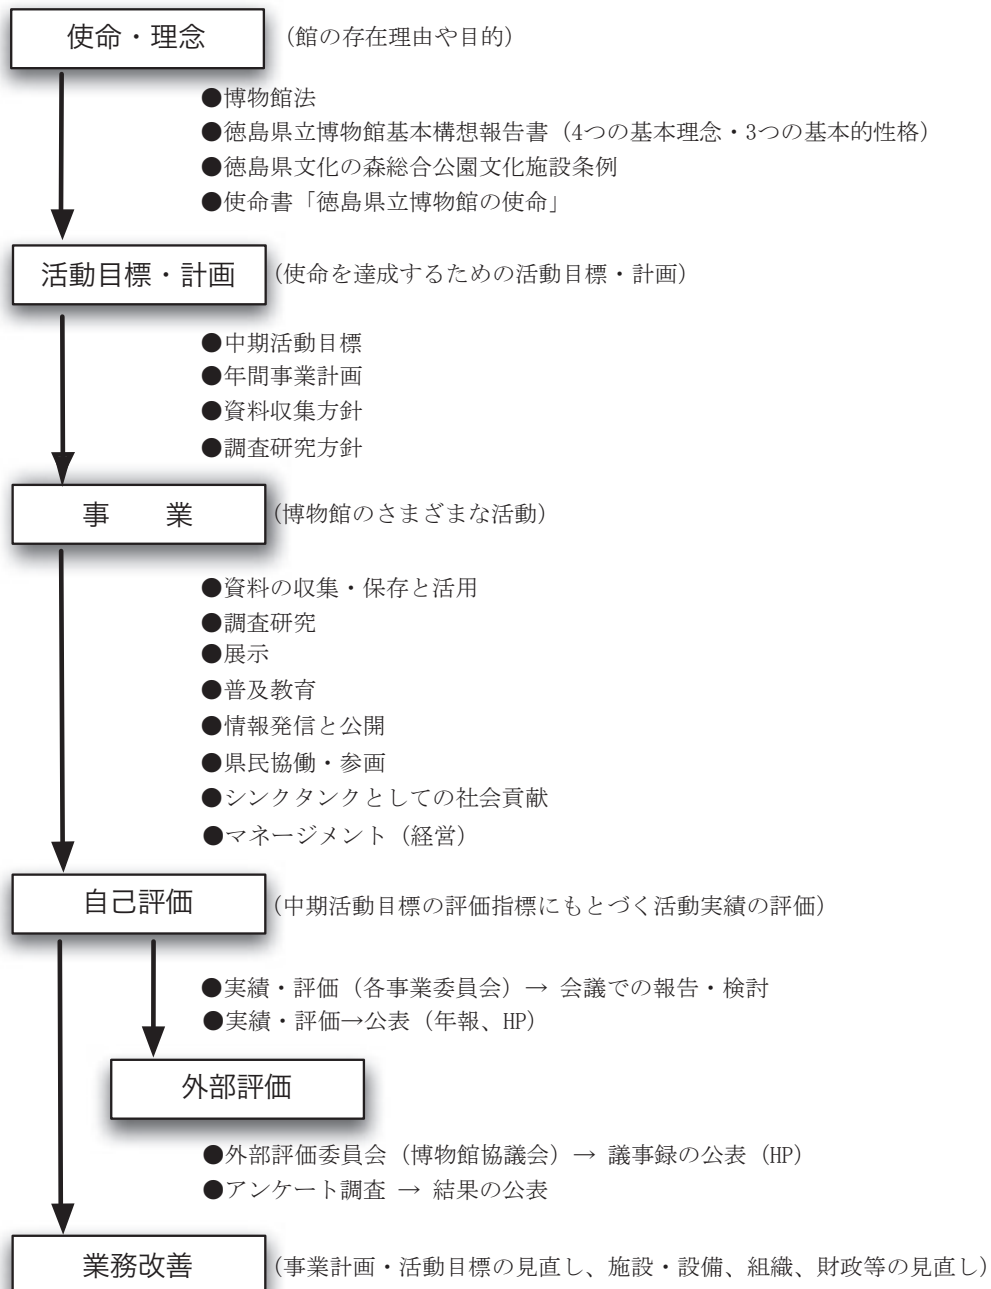 使命・理念 （館の存在理由や目的）
●博物館法
●徳島県立博物館基本構想報告書（4つの基本理念・3つの基本的性格）
●徳島県文化の森総合公園文化施設条例
●使命書「徳島県立博物館の使命」
活動目標・計画 （使命を達成するための活動目標・計画）
●中期活動目標
●年間事業計画
●資料収集方針
●調査研究方針
事　業 （博物館のさまざまな活動）
●資料の収集・保存と活用
●調査研究
●展示
●普及教育
●情報発信と公開
●県民協働・参画
●シンクタンクとしての社会貢献
●マネージメント（経営）
自己評価 （中期活動目標の評価指標にもとづく活動実績の評価）
●実績・評価（各事業委員会）→ 会議での報告・検討
●実績・評価→公表（年報、HP）
外部評価
●外部評価委員会（博物館協議会）→ 議事録の公表（HP）
●アンケート調査 → 結果の公表
業務改善 （事業計画・活動目標の見直し、施設・設備、組織、財政等の見直し）